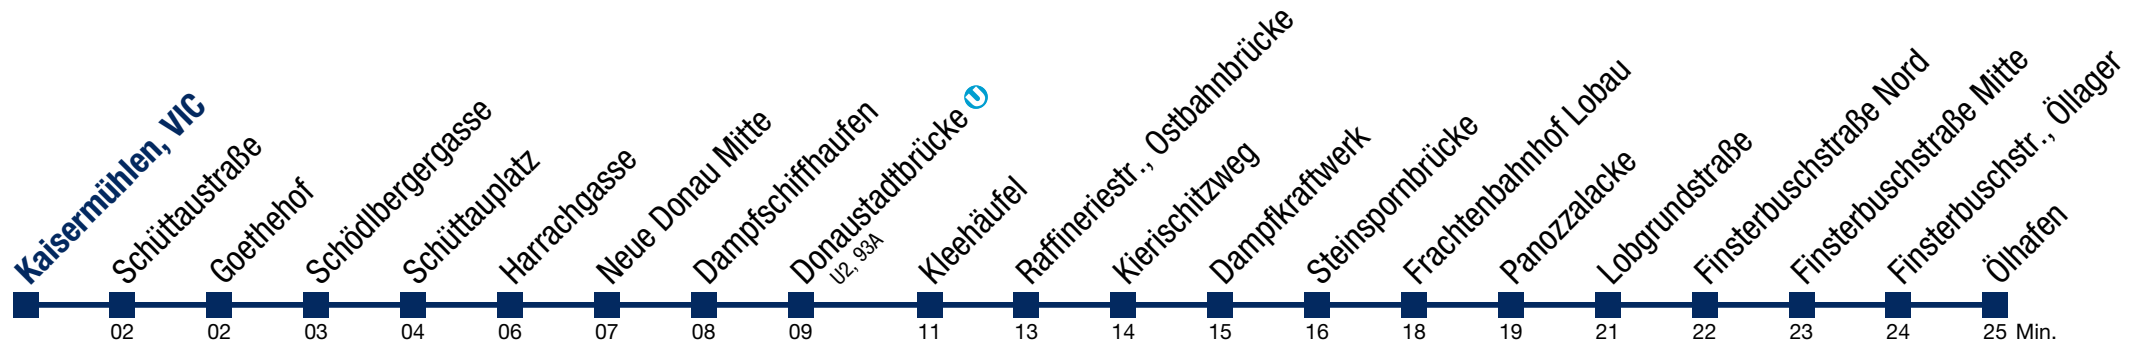 Kaisermühlen, VIC
Schüttaustraße
Goethehof
Schödlbergergasse
Schüttauplatz
Harrachgasse
Neue Donau Mitte
Dampfschiffhaufen
Donaustadtbrücke U
U2, 93A
Kleehäufel
Raffineriestr., Ostbahnbrücke
Kierischitzweg
Dampfkraftwerk
Steinspornbrücke
Frachtenbahnhof Lobau
Panozzalacke
Lobgrundstraße
Finsterbuschstraße Nord
Finsterbuschstraße Mitte
Finsterbuschstr., Öllager
Ölhafen
02 02 03 04 06 07 08 09 11 13 14 15 16 18 19 21 22 23 24 25 Min.